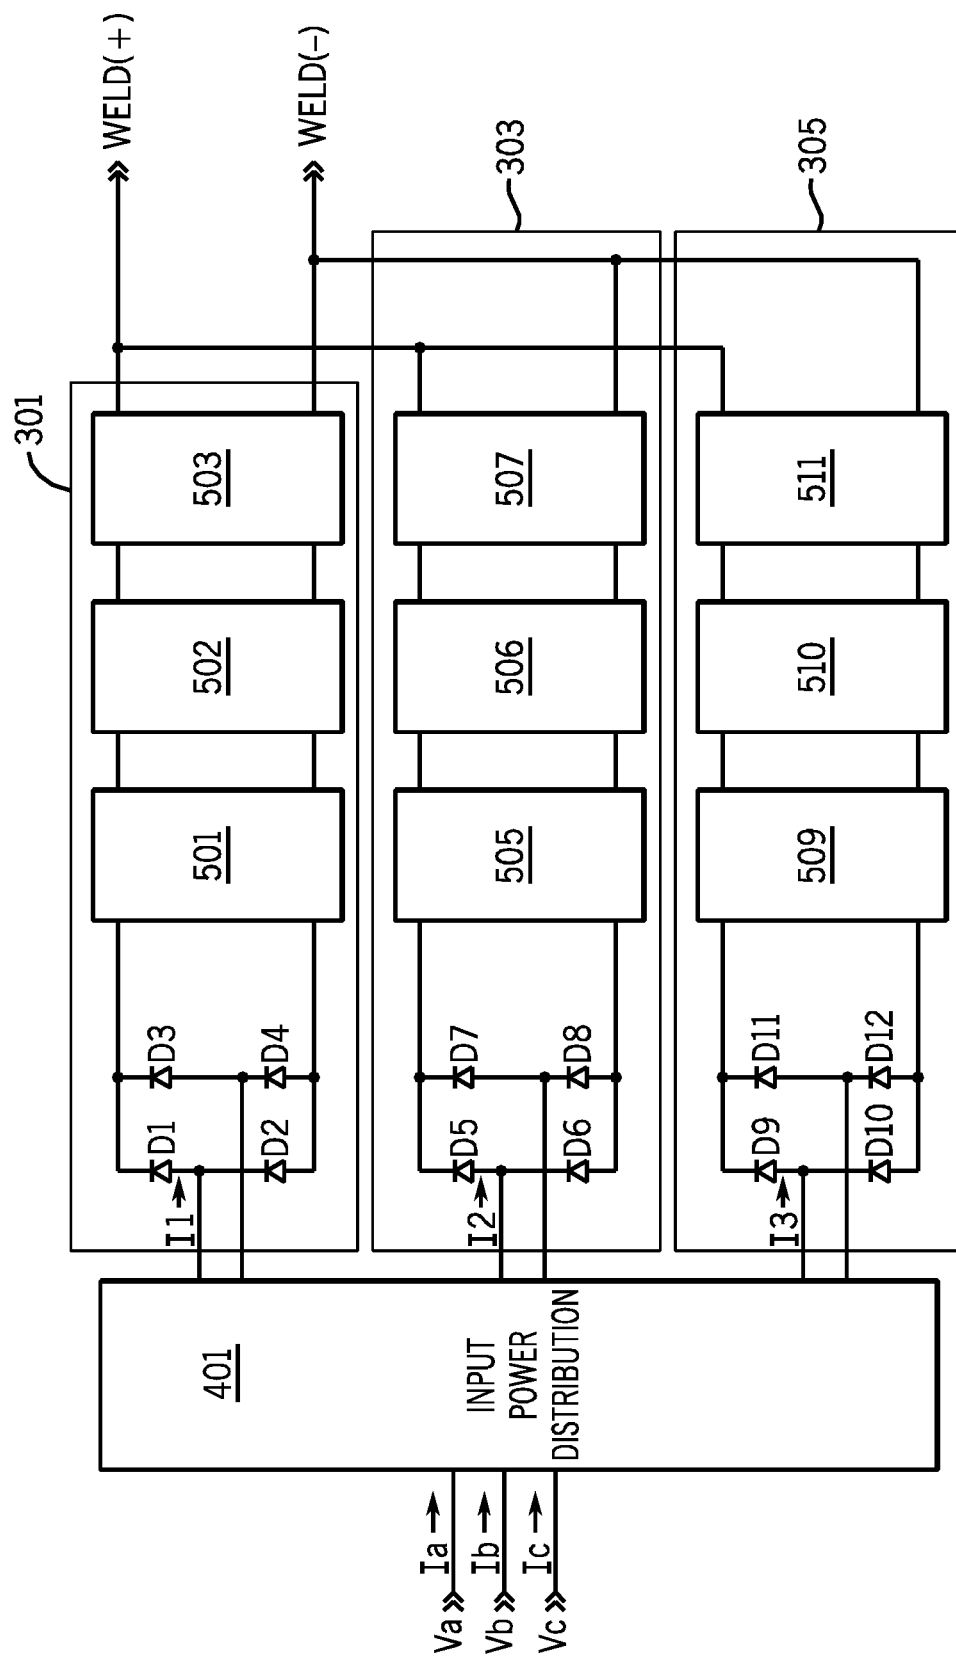 301
303
305
WELD(+)
WELD(-)
401
INPUT
POWER
DISTRIBUTION
Va
Ia
Vb
Ib
Vc
Ic
I1
D1
D3
D2
D4
501
502
503
I2
D5
D7
D6
D8
505
506
507
I3
D9
D11
D10
D12
509
510
511